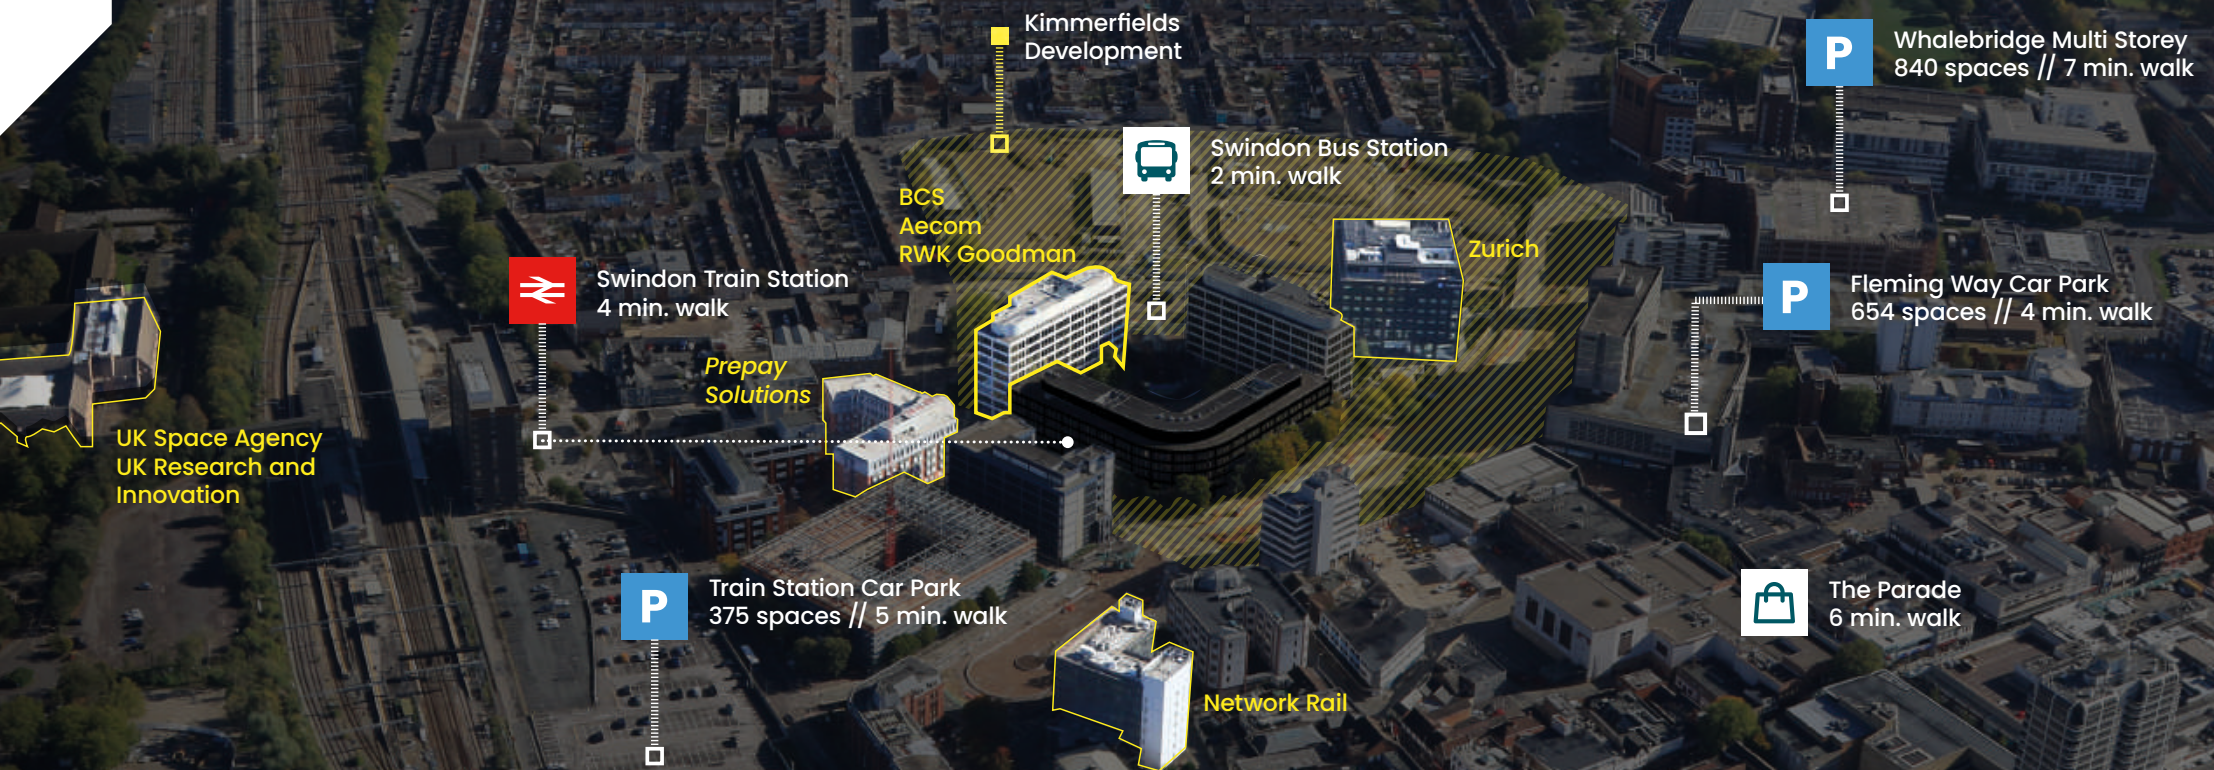 Kimmerfields
Development
P
Whalebridge Multi Storey
840 spaces // 7 min. walk
Swindon Bus Station
2 min. walk
BCS
Aecom
RWK Goodman
Zurich
Swindon Train Station
4 min. walk
P
Fleming Way Car Park
654 spaces // 4 min. walk
Prepay
Solutions
UK Space Agency
UK Research and
Innovation
P
Train Station Car Park
375 spaces // 5 min. walk
The Parade
6 min. walk
Network Rail